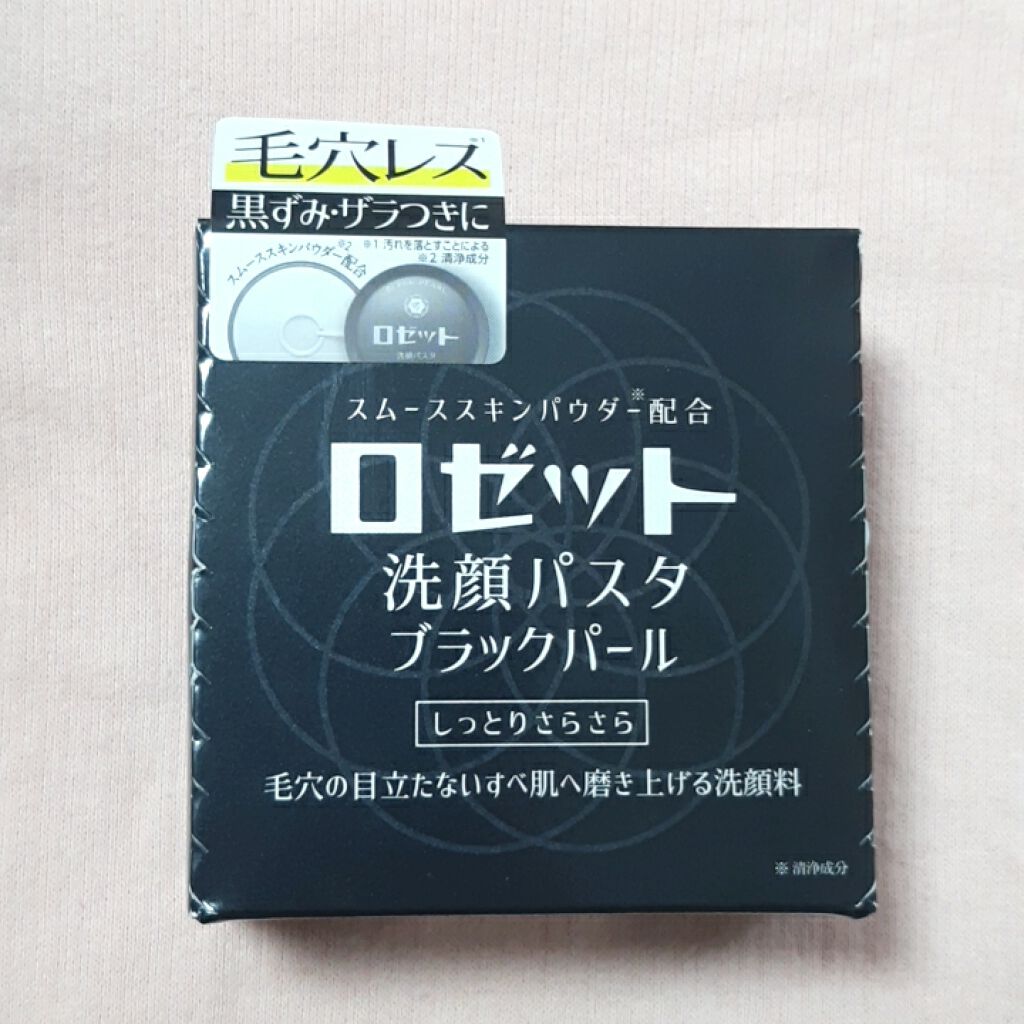 毛穴レス※1
黒ずみ・ザラつきに
スムーススキンパウダー※2配合
※1 汚れを落とすことによる
※2 清浄成分
ロゼット
洗顔パスタ
スムーススキンパウダー※配合
ロゼット
洗顔パスタ
ブラックパール
しっとりさらさら
毛穴の目立たないすべ肌へ磨き上げる洗顔料
※ 清浄成分